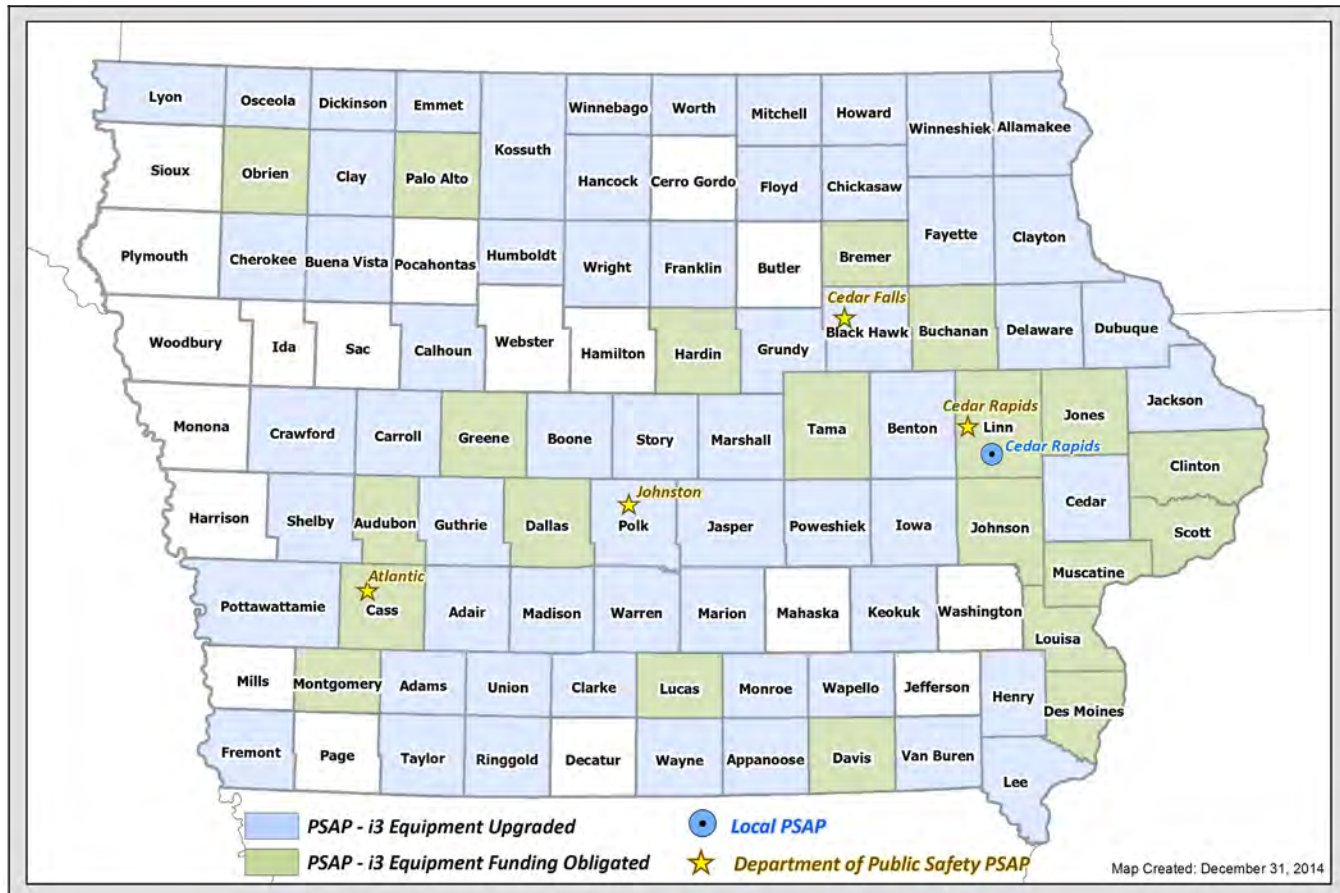 Lyon
Osceola
Dickinson
Emmet
Kossuth
Winnebago
Worth
Mitchell
Howard
Winneshiek
Allamakee
Sioux
Obrien
Clay
Palo Alto
Hancock
Cerro Gordo
Floyd
Chickasaw
Plymouth
Cherokee
Buena Vista
Pocahontas
Humboldt
Wright
Franklin
Butler
Bremer
Fayette
Clayton
Cedar Falls
Woodbury
Ida
Sac
Calhoun
Webster
Hamilton
Hardin
Grundy
Black Hawk
Buchanan
Delaware
Dubuque
Monona
Crawford
Carroll
Greene
Boone
Story
Marshall
Tama
Benton
Cedar Rapids
Linn
Cedar Rapids
Jones
Jackson
Clinton
Harrison
Shelby
Audubon
Guthrie
Dallas
Johnston
Polk
Jasper
Poweshiek
Iowa
Johnson
Cedar
Scott
Muscatine
Pottawattamie
Atlantic
Cass
Adair
Madison
Warren
Marion
Mahaska
Keokuk
Washington
Louisa
Mills
Montgomery
Adams
Union
Clarke
Lucas
Monroe
Wapello
Jefferson
Henry
Des Moines
Fremont
Page
Taylor
Ringgold
Decatur
Wayne
Appanoose
Davis
Van Buren
Lee
PSAP - i3 Equipment Upgraded
Local PSAP
PSAP - i3 Equipment Funding Obligated
Department of Public Safety PSAP
Map Created: December 31, 2014